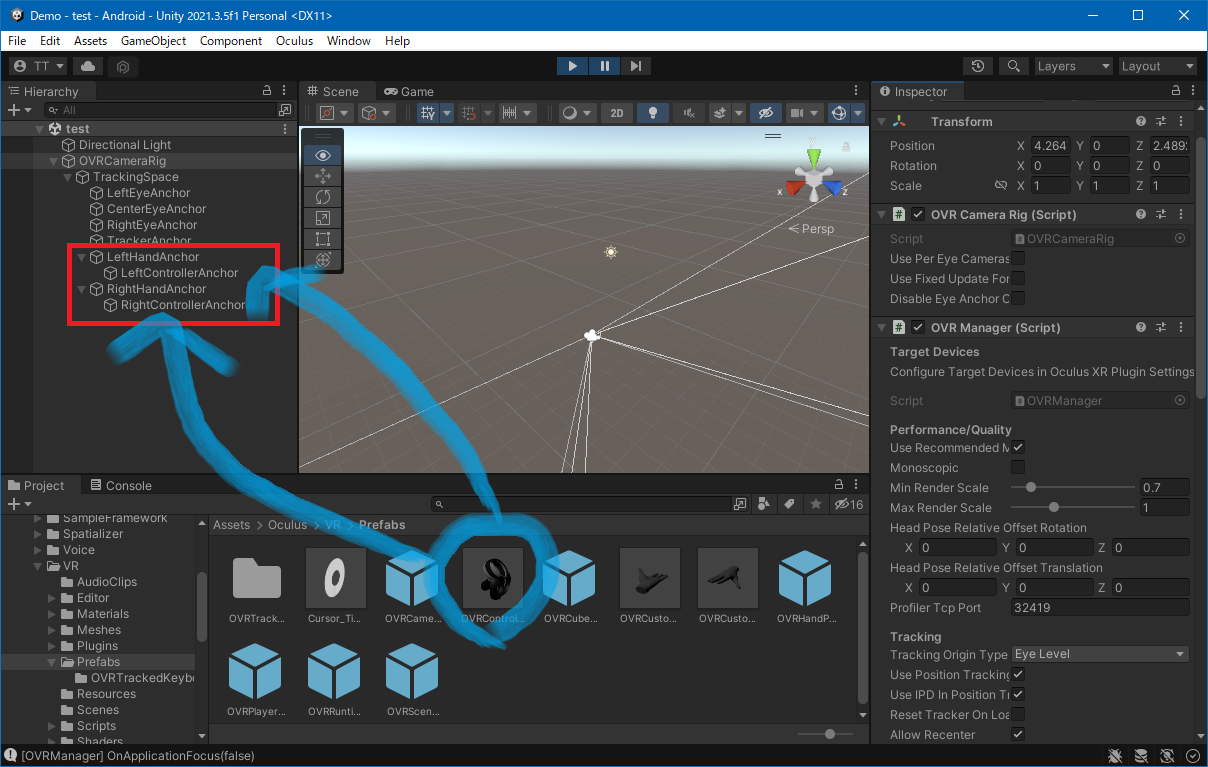 Demo - test - Android - Unity 2021.3.5f1 Personal <DX11>
File Edit Assets GameObject Component Oculus Window Help
TT Layers Layout
Hierarchy
All
test
Directional Light
OVRCameraRig
TrackingSpace
LeftEyeAnchor
CenterEyeAnchor
RightEyeAnchor
TrackerAnchor
LeftHandAnchor
LeftControllerAnchor
RightHandAnchor
RightControllerAnchor
Scene Game
2D
y
x
z
Persp
Inspector
Transform
Position X 4.264 Y 0 Z 2.489
Rotation X 0 Y 0 Z 0
Scale X 1 Y 1 Z 1
OVR Camera Rig (Script)
Script OVRCameraRig
Use Per Eye Cameras
Use Fixed Update For
Disable Eye Anchor C
OVR Manager (Script)
Target Devices
Configure Target Devices in Oculus XR Plugin Settings
Script OVRManager
Performance/Quality
Use Recommended M
Monoscopic
Min Render Scale 0.7
Max Render Scale 1
Head Pose Relative Offset Rotation
X 0 Y 0 Z 0
Head Pose Relative Offset Translation
X 0 Y 0 Z 0
Profiler Tcp Port 32419
Tracking
Tracking Origin Type Eye Level
Use Position Tracking
Use IPD In Position Tr
Reset Tracker On Loa
Allow Recenter
Project Console
16
SampleFramework
Spatializer
Voice
VR
AudioClips
Editor
Materials
Meshes
Plugins
Prefabs
OVRTrackedKeyb
Resources
Scenes
Scripts
Shaders
Assets > Oculus > VR > Prefabs
OVRTrack... Cursor_Ti... OVRCame... OVRControl... OVRCube... OVRCusto... OVRCusto... OVRHandP...
OVRPlayer... OVRRunti... OVRScen...
[OVRManager] OnApplicationFocus(false)